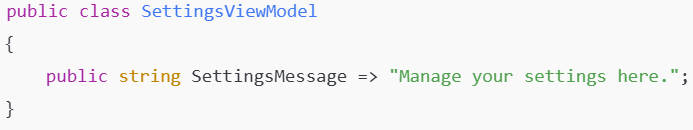 public class SettingsViewModel
{
    public string SettingsMessage => "Manage your settings here.";
}